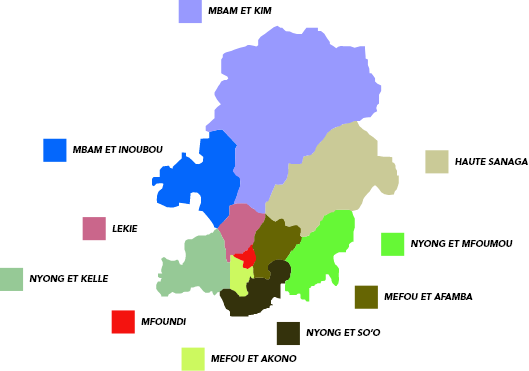 MBAM ET KIM
MBAM ET INOUBOU
HAUTE SANAGA
LEKIE
NYONG ET MFOUMOU
NYONG ET KELLE
MEFOU ET AFAMBA
MFOUNDI
NYONG ET SO'O
MEFOU ET AKONO